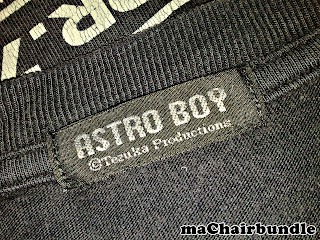 ASTRO BOY
©Tezuka Productions
maChairbundle